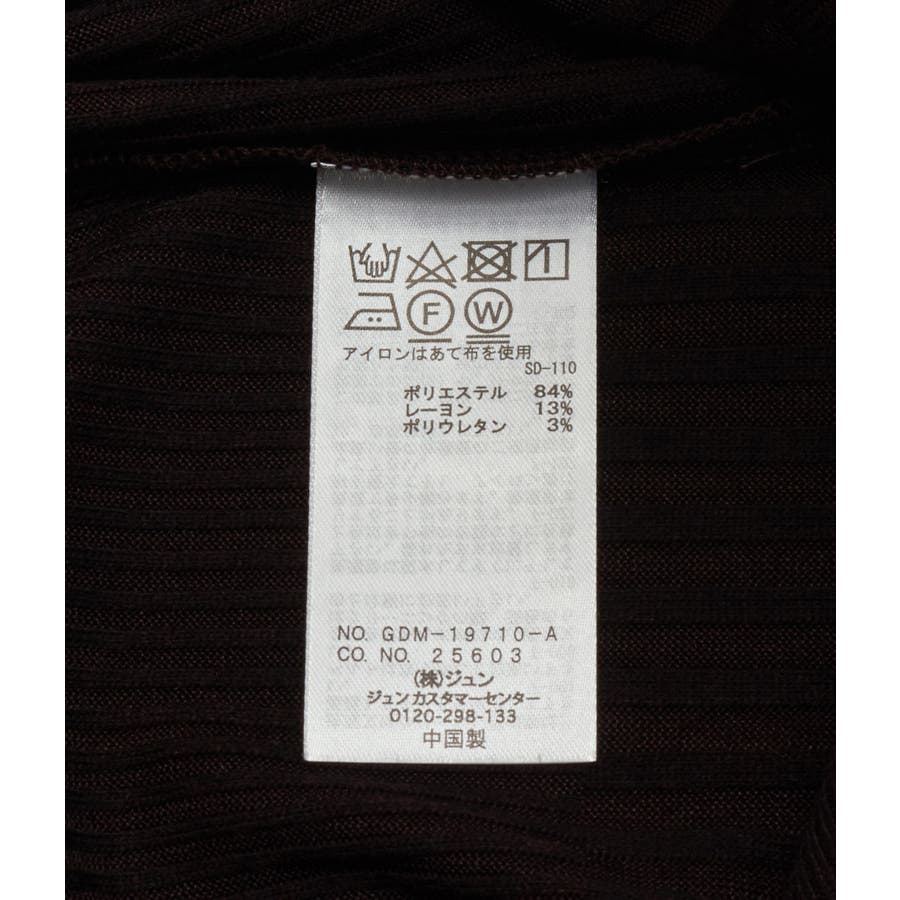 F W
アイロンはあて布を使用
SD-110
ポリエステル 84%
レーヨン 13%
ポリウレタン 3%
NO. GDM-19710-A
CO. NO. 25603
(株)ジュン
ジュンカスタマーセンター
0120-298-133
中国製